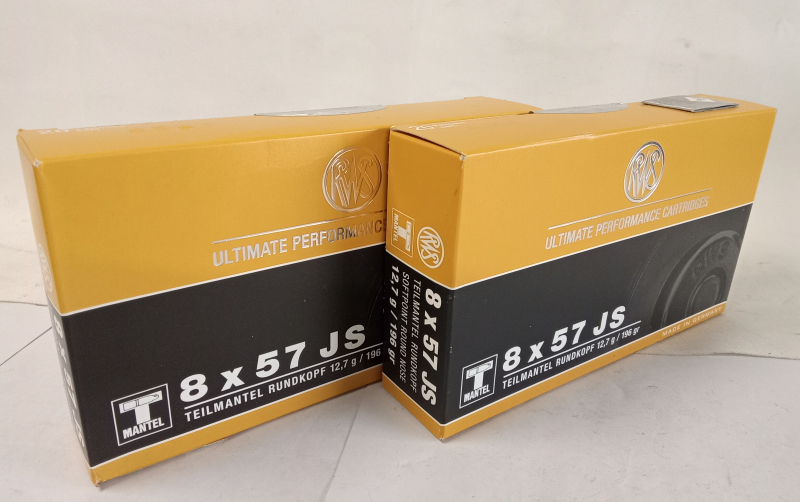 RWS
ULTIMATE PERFORMANCE
8 x 57 JS
TEILMANTEL RUNDKOPF 12,7 g / 196
T
MANTEL
20
RWS
ULTIMATE PERFORMANCE CARTRIDGES
8 x 57 JS
TEILMANTEL RUNDKOPF 12,7 g / 196 gr
T
MANTEL
MADE IN GERMANY
T
MANTEL
RWS
8 x 57 JS
TEILMANTEL RUNDKOPF
SOFTPOINT ROUND NOSE
12,7 g / 196 gr